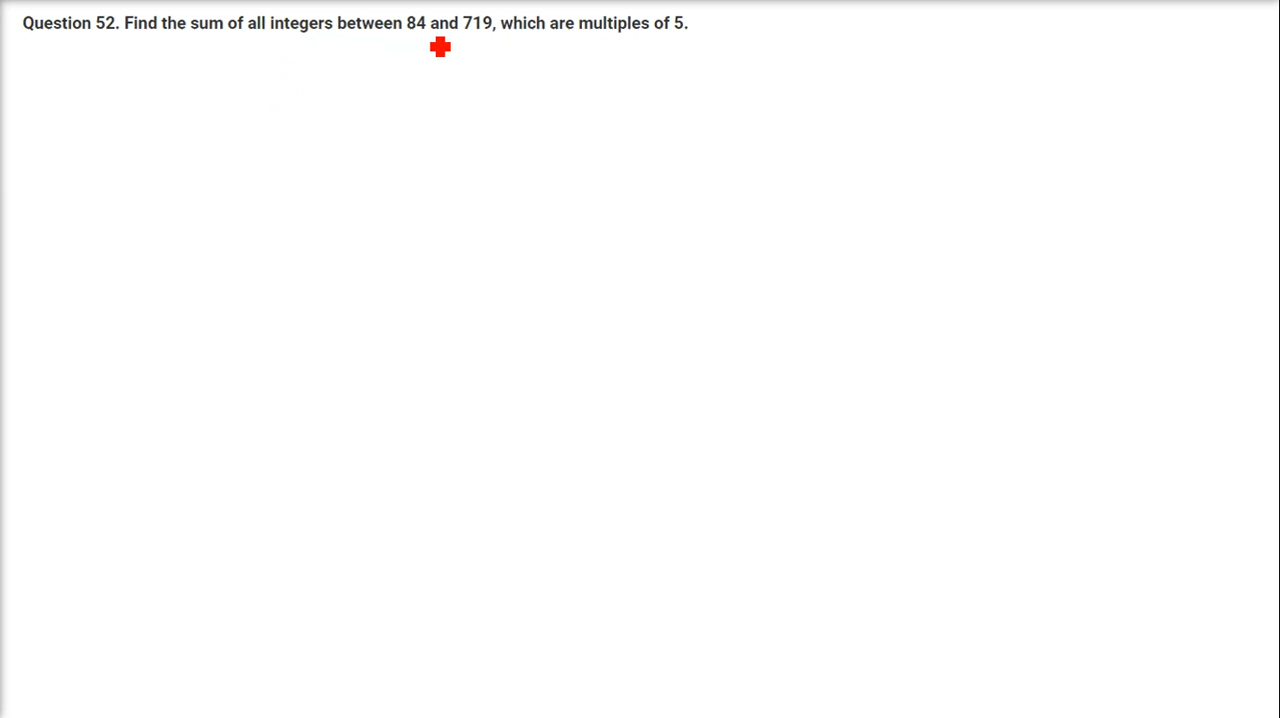 Question 52. Find the sum of all integers between 84 and 719, which are multiples of 5.